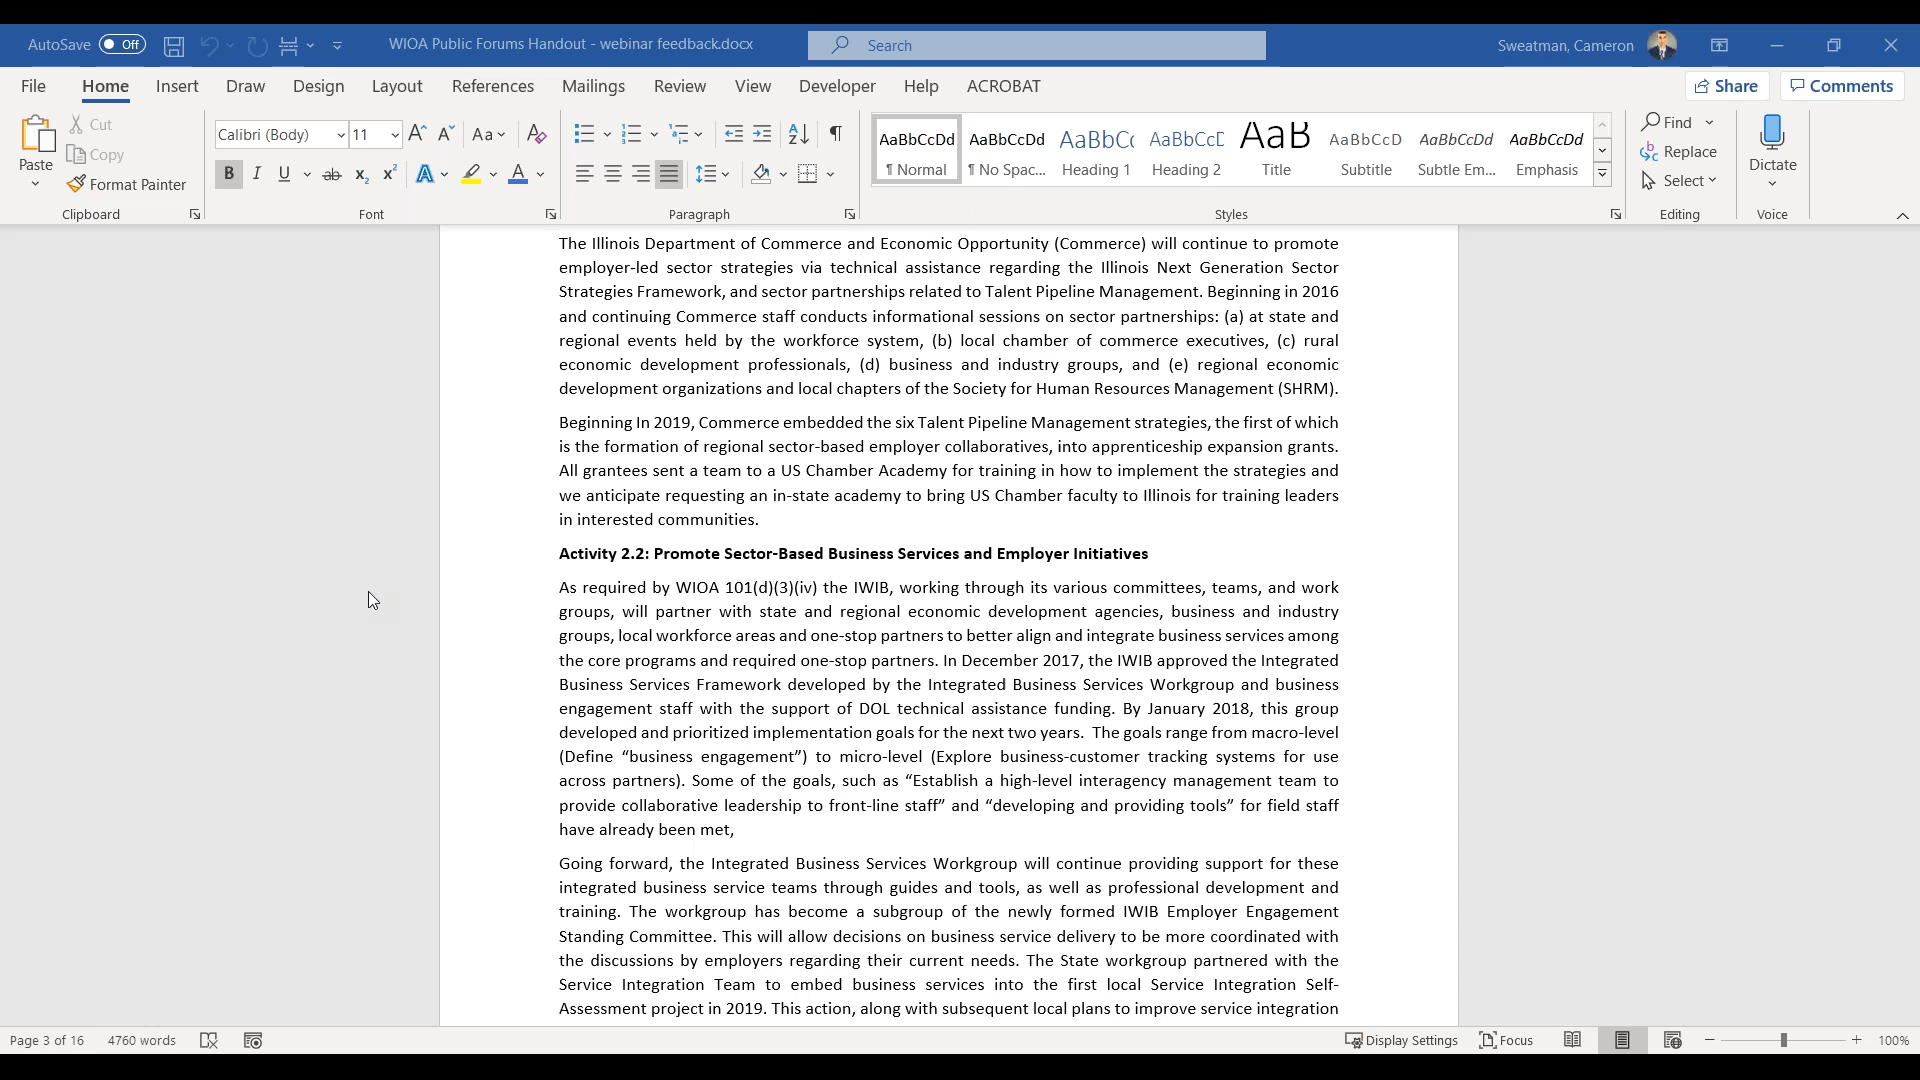 AutoSave Off WIOA Public Forums Handout - webinar feedback.docx Search Sweatman, Cameron
File Home Insert Draw Design Layout References Mailings Review View Developer Help ACROBAT Share Comments
Paste Cut Copy Format Painter
Clipboard
Calibri (Body) 11 A A Aa A
B I U ab x₂ x² A A
Font
Paragraph
AaBbCcDd AaBbCcDd AaBbC AaBbCcD AaB AaBbCcD AaBbCcDd AaBbCcDd
¶ Normal ¶ No Spac... Heading 1 Heading 2 Title Subtitle Subtle Em... Emphasis
Styles
Find
Replace
Select
Editing
Dictate
Voice
The Illinois Department of Commerce and Economic Opportunity (Commerce) will continue to promote
employer-led sector strategies via technical assistance regarding the Illinois Next Generation Sector
Strategies Framework, and sector partnerships related to Talent Pipeline Management. Beginning in 2016
and continuing Commerce staff conducts informational sessions on sector partnerships: (a) at state and
regional events held by the workforce system, (b) local chamber of commerce executives, (c) rural
economic development professionals, (d) business and industry groups, and (e) regional economic
development organizations and local chapters of the Society for Human Resources Management (SHRM).
Beginning In 2019, Commerce embedded the six Talent Pipeline Management strategies, the first of which
is the formation of regional sector-based employer collaboratives, into apprenticeship expansion grants.
All grantees sent a team to a US Chamber Academy for training in how to implement the strategies and
we anticipate requesting an in-state academy to bring US Chamber faculty to Illinois for training leaders
in interested communities.
Activity 2.2: Promote Sector-Based Business Services and Employer Initiatives
As required by WIOA 101(d)(3)(iv) the IWIB, working through its various committees, teams, and work
groups, will partner with state and regional economic development agencies, business and industry
groups, local workforce areas and one-stop partners to better align and integrate business services among
the core programs and required one-stop partners. In December 2017, the IWIB approved the Integrated
Business Services Framework developed by the Integrated Business Services Workgroup and business
engagement staff with the support of DOL technical assistance funding. By January 2018, this group
developed and prioritized implementation goals for the next two years.  The goals range from macro-level
(Define “business engagement”) to micro-level (Explore business-customer tracking systems for use
across partners). Some of the goals, such as “Establish a high-level interagency management team to
provide collaborative leadership to front-line staff” and “developing and providing tools” for field staff
have already been met,
Going forward, the Integrated Business Services Workgroup will continue providing support for these
integrated business service teams through guides and tools, as well as professional development and
training. The workgroup has become a subgroup of the newly formed IWIB Employer Engagement
Standing Committee. This will allow decisions on business service delivery to be more coordinated with
the discussions by employers regarding their current needs. The State workgroup partnered with the
Service Integration Team to embed business services into the first local Service Integration Self-
Assessment project in 2019. This action, along with subsequent local plans to improve service integration
Page 3 of 16 4760 words Display Settings Focus 100%